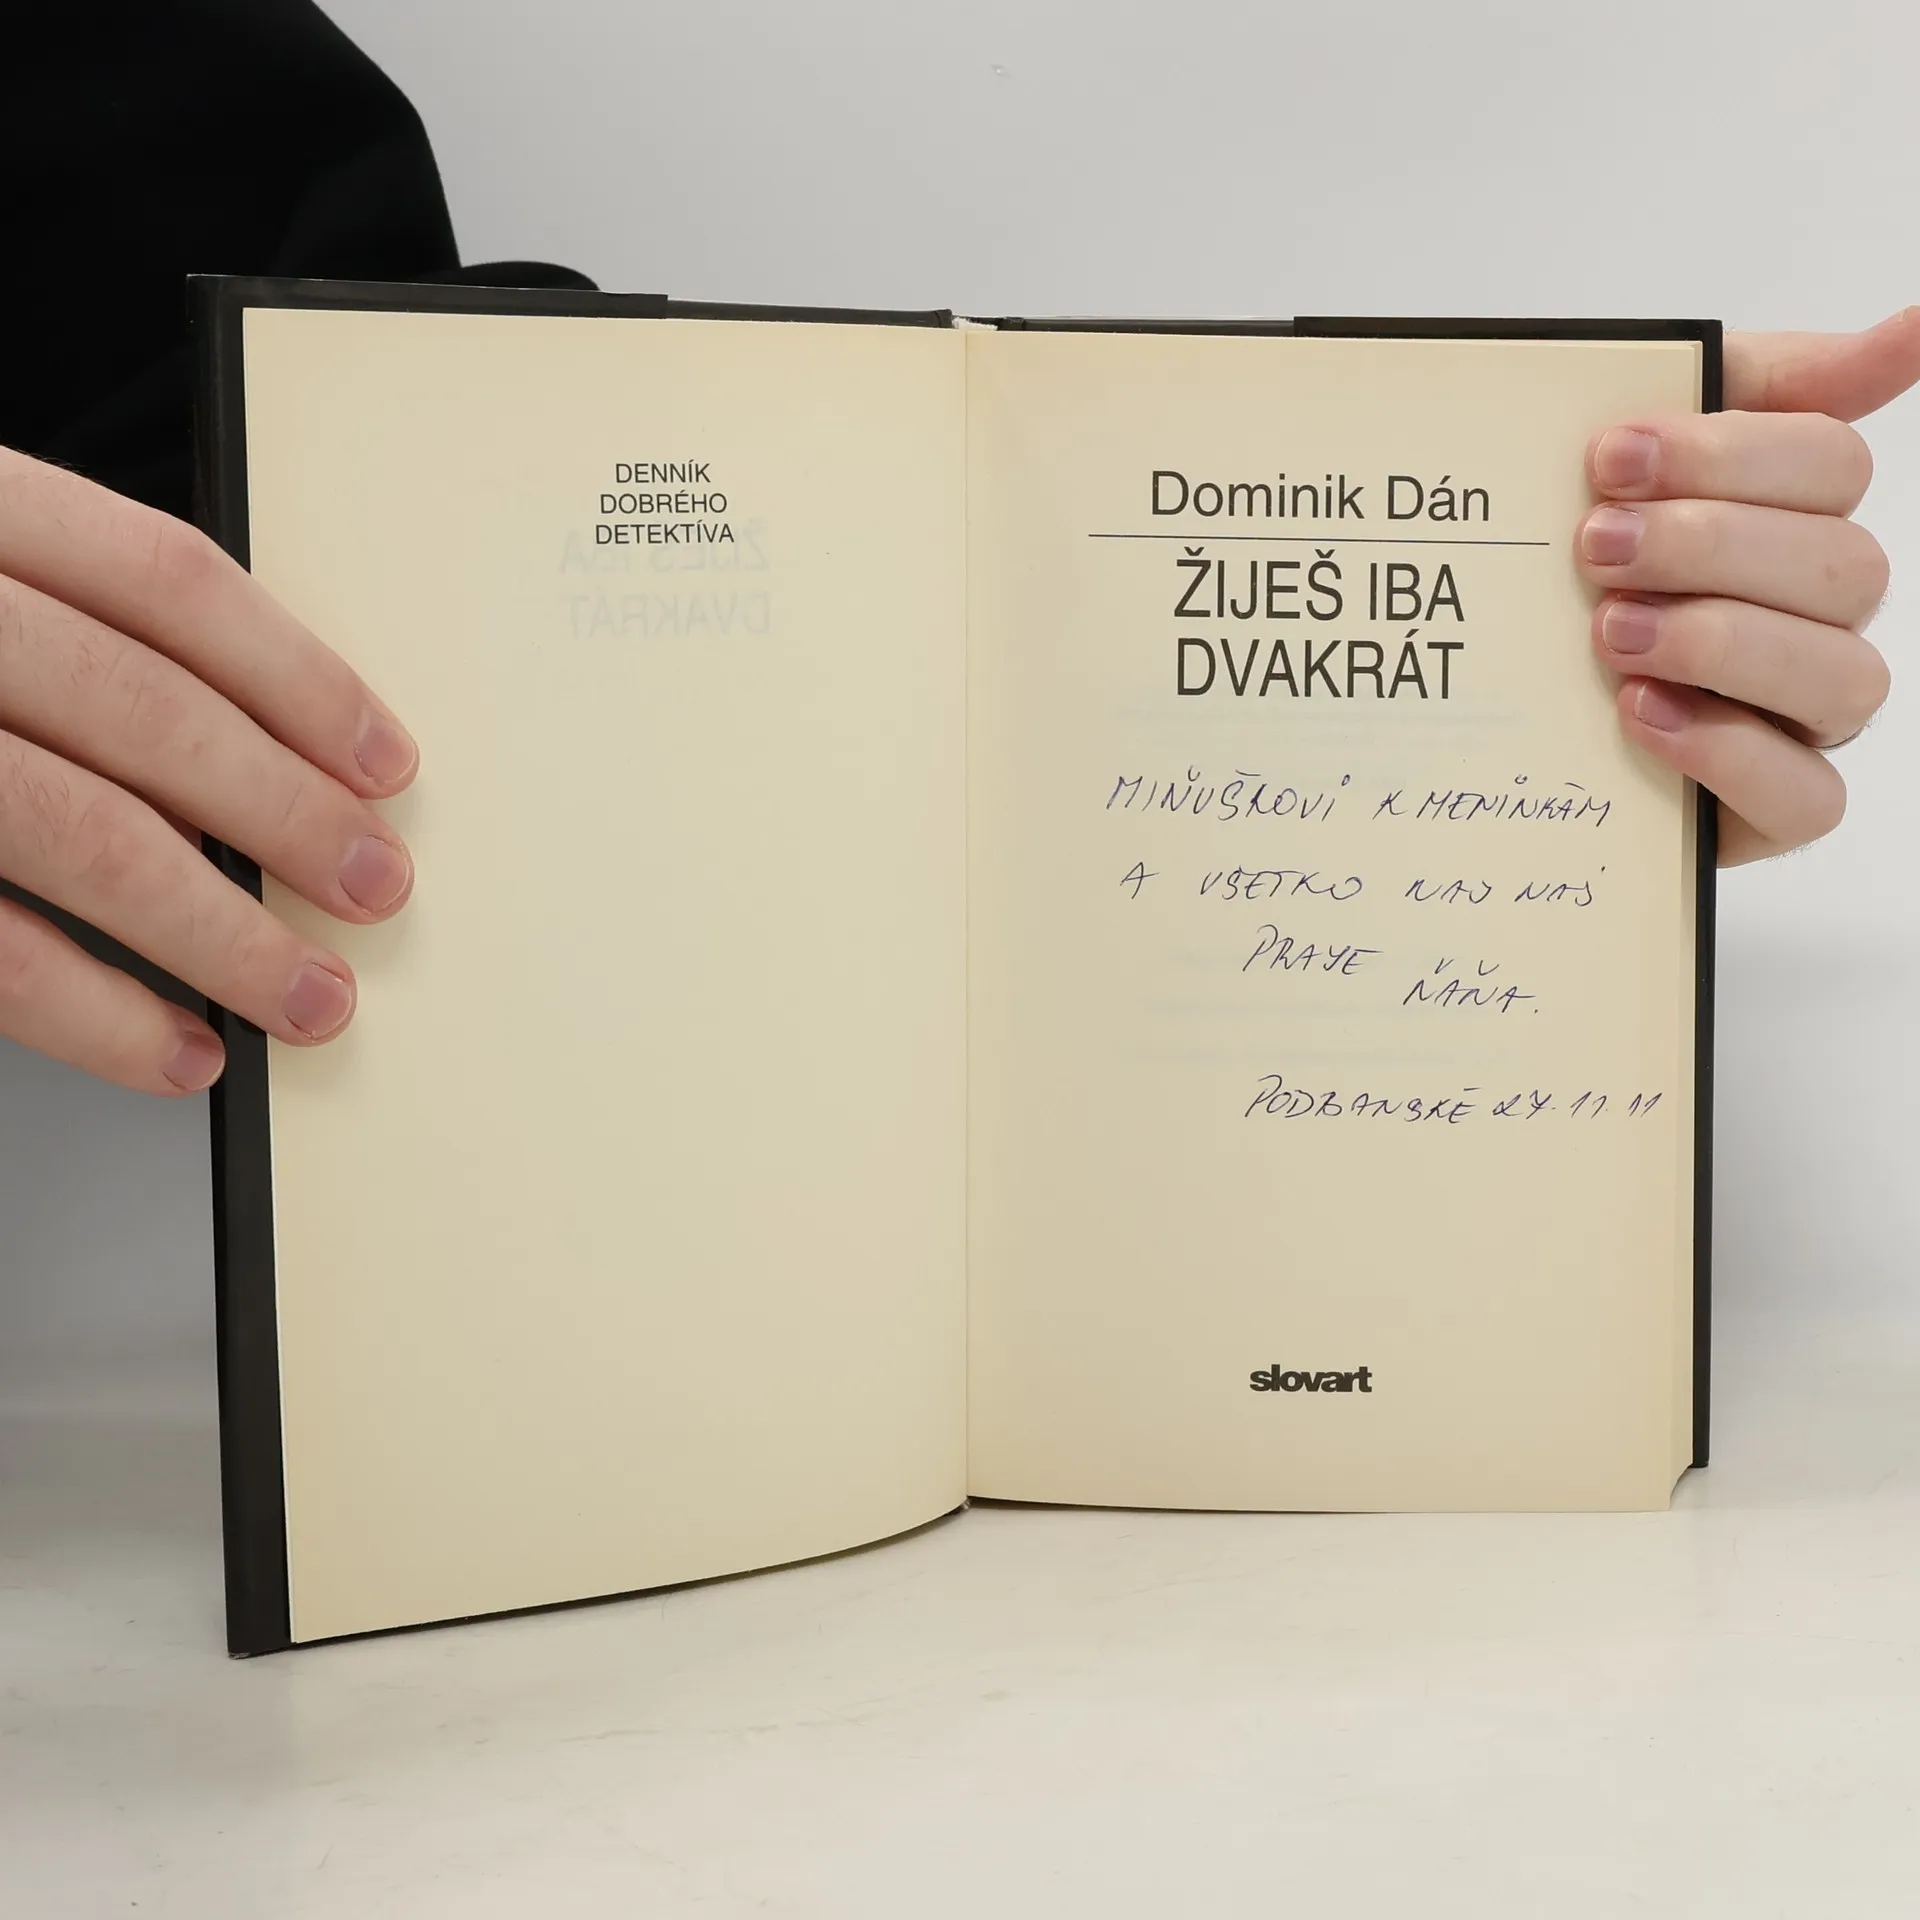 DENNÍK
DOBRÉHO
DETEKTÍVA
Dominik Dán
ŽIJEŠ IBA
DVAKRÁT
MIŇUŠKOVI K MENINKÁM
A VŠETKO NAJ NAJ
PRAJE
ŇAŇA.
PODBANSKÉ 27. 11. 11
slovart